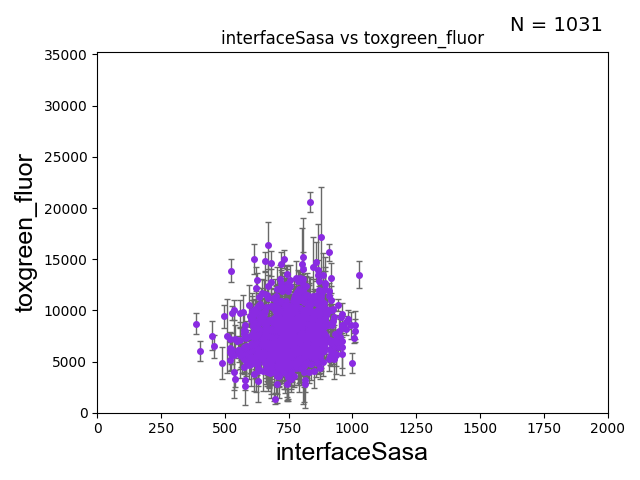 N = 1031
interfaceSasa vs toxgreen_fluor
35000
30000
25000
20000
15000
10000
5000
0
toxgreen_fluor
0 250 500 750 1000 1250 1500 1750 2000
interfaceSasa